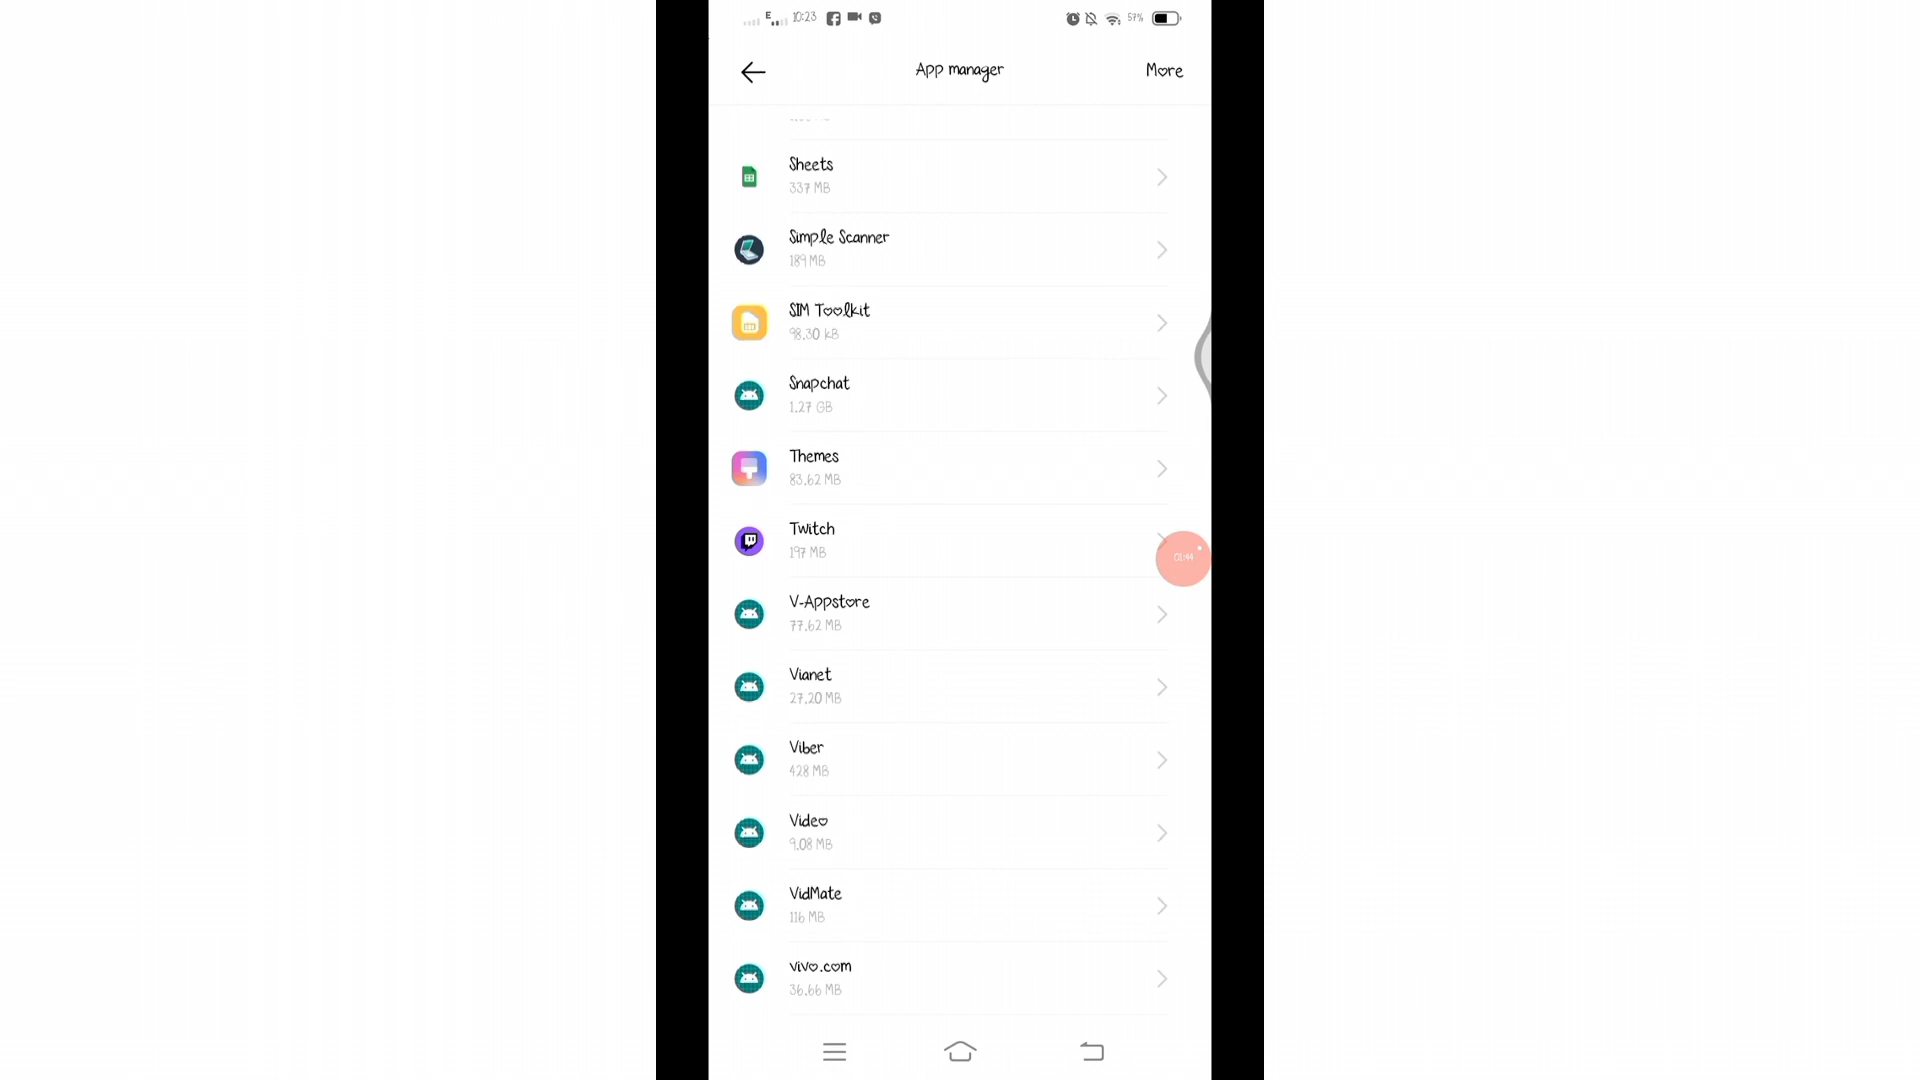 E 10:23 57%
App manager More
Sheets
337 MB
Simple Scanner
189 MB
SIM Toolkit
98.30 kB
Snapchat
1.27 GB
Themes
83.62 MB
Twitch
197 MB
01:44
V-Appstore
77.62 MB
Vianet
27.20 MB
Viber
428 MB
Video
9.08 MB
VidMate
116 MB
vivo.com
36.66 MB